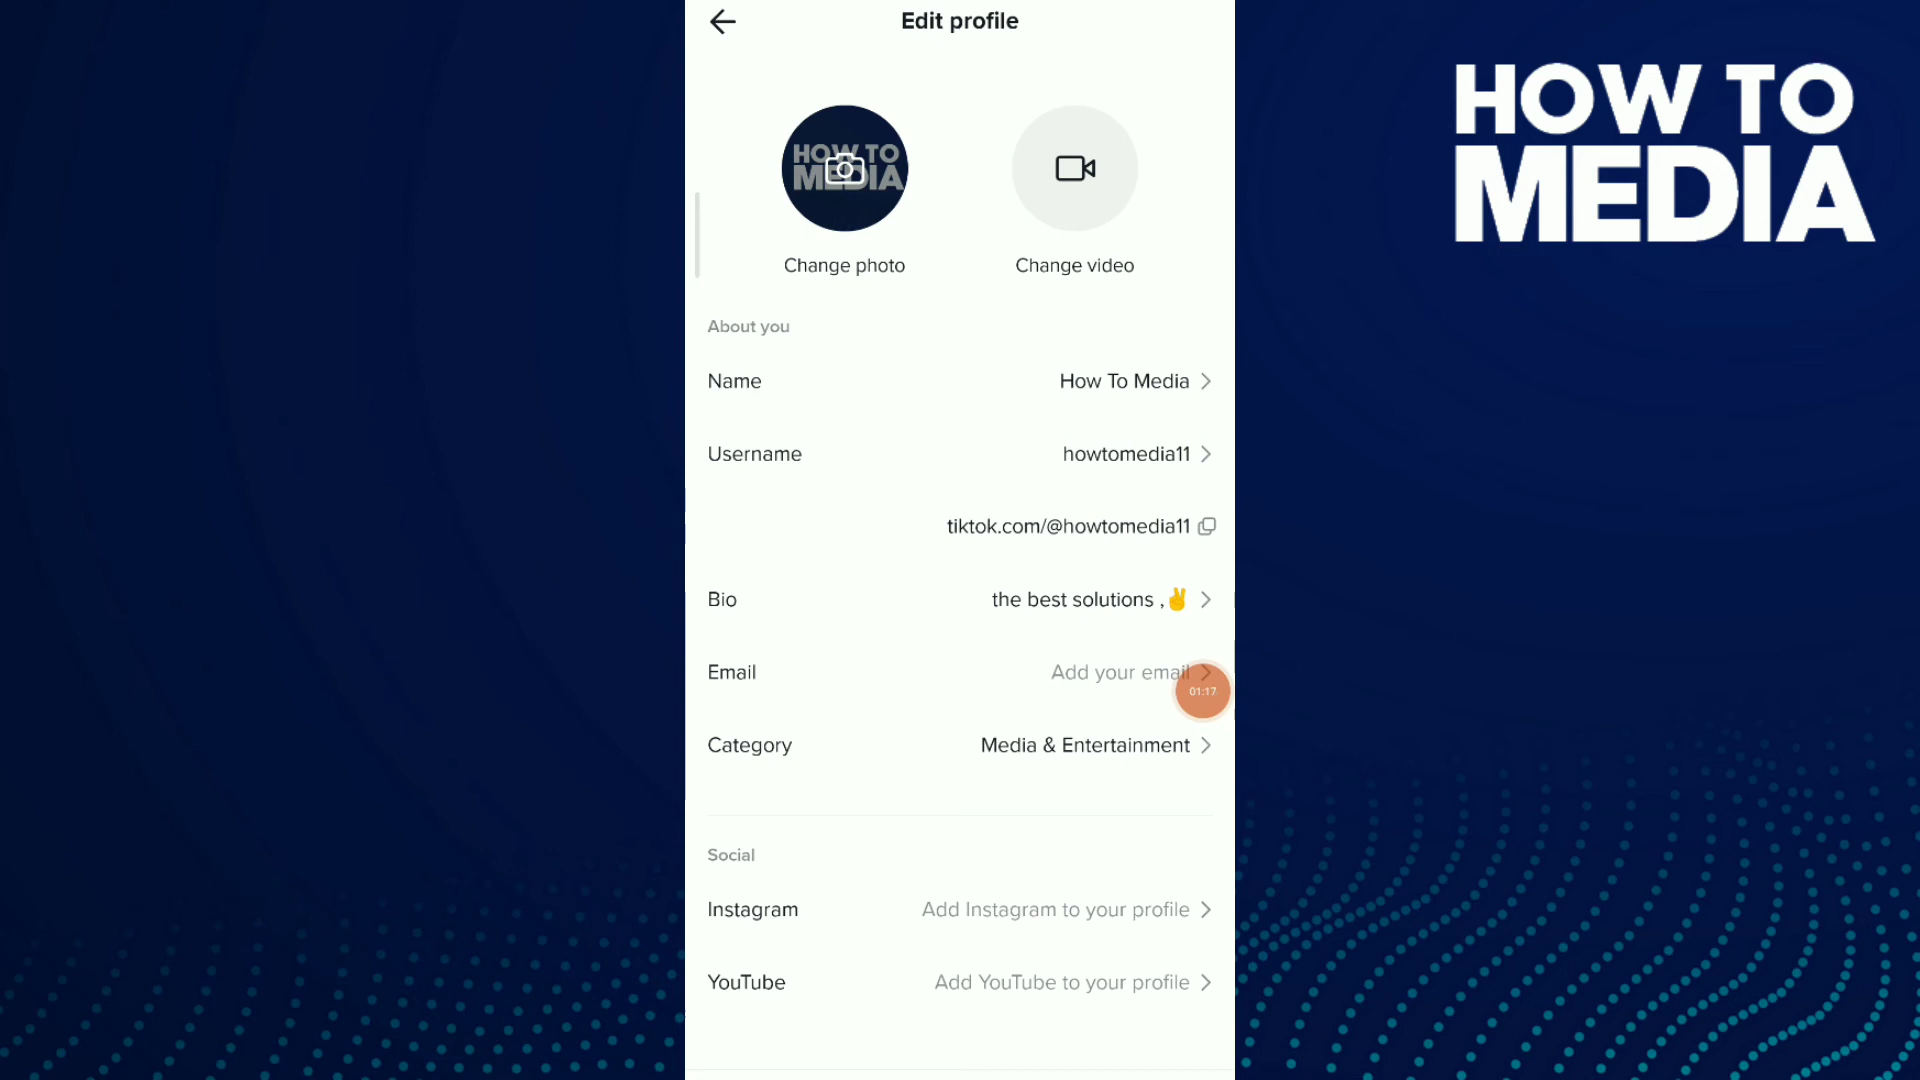 Edit profile
HOW TO
MEDIA
HOW TO
MEDIA
Change photo
Change video
About you
Name
How To Media
Username
howtomedia11
tiktok.com/@howtomedia11
Bio
the best solutions ,✌
Email
Add your email
01:17
Category
Media & Entertainment
Social
Instagram
Add Instagram to your profile
YouTube
Add YouTube to your profile